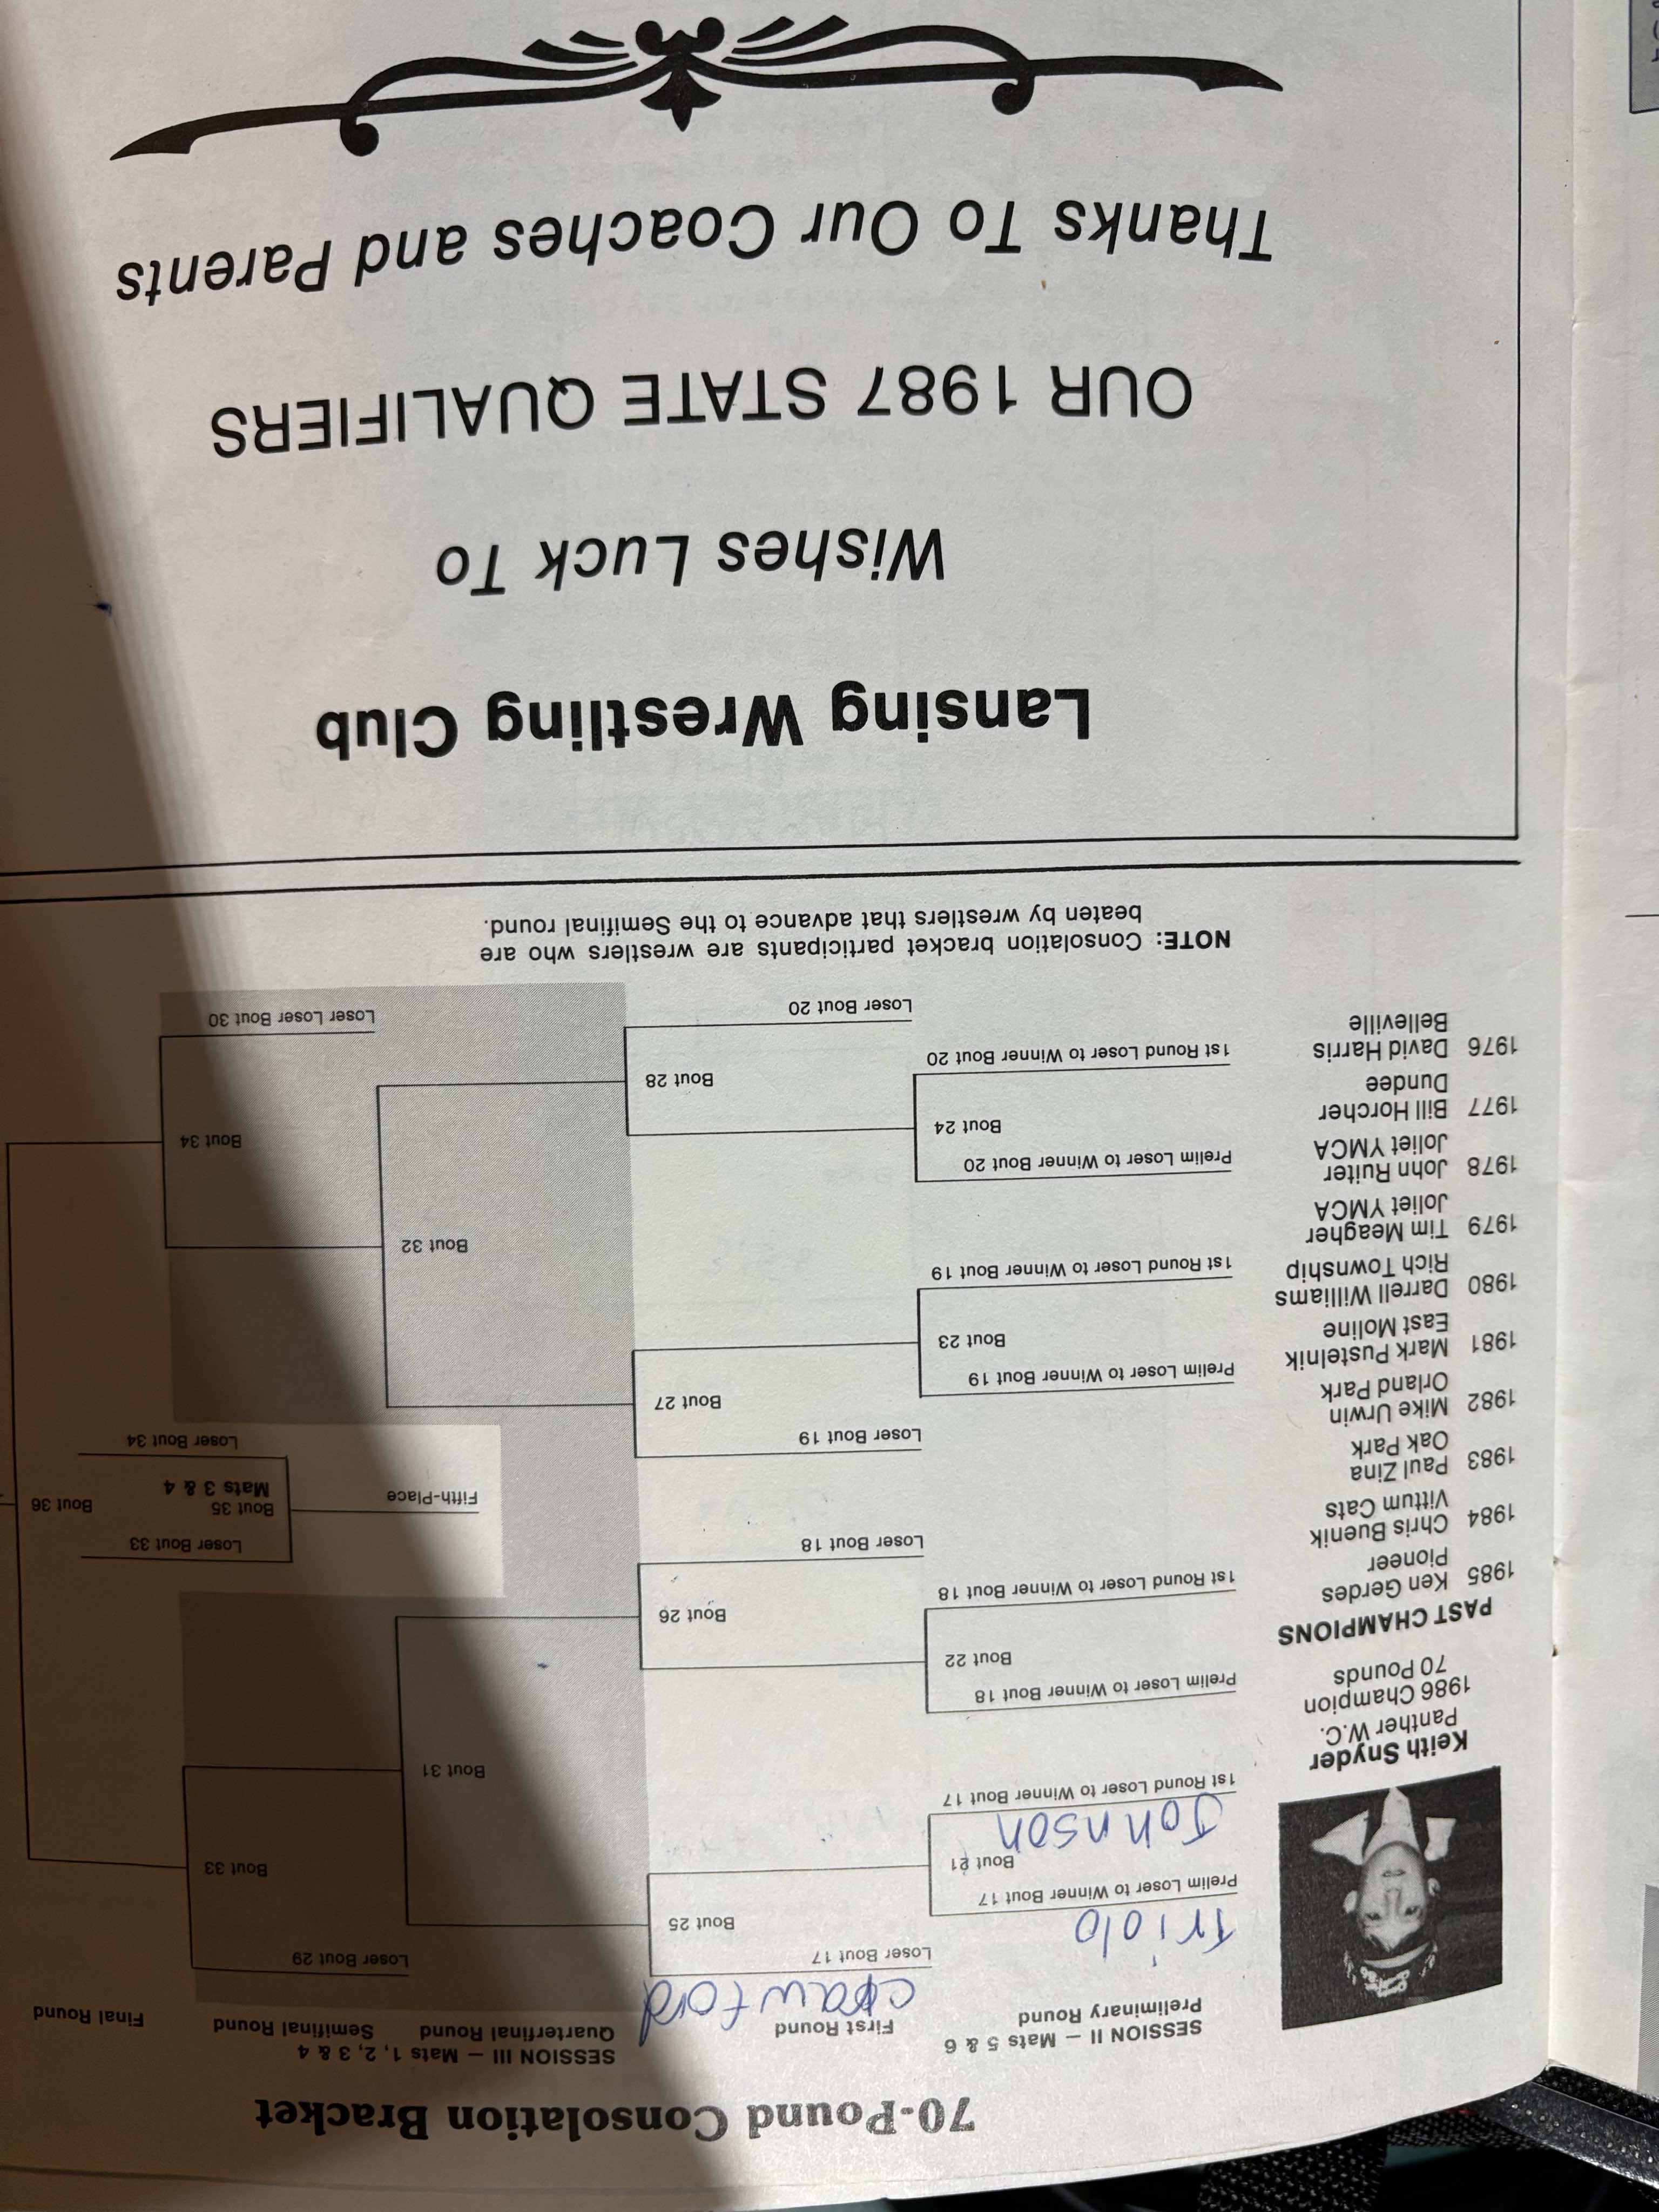 70-Pound Consolation Bracket
SESSION II — Mats 5 & 6
Preliminary Round
First Round
SESSION III — Mats 1, 2, 3 & 4
Quarterfinal Round
Semifinal Round
Final Round
Keith Snyder
Panther W.C.
1986 Champion
70 Pounds
PAST CHAMPIONS
1985 Ken Gerdes
Pioneer
1984 Chris Buenik
Vittum Cats
1983 Paul Zina
Oak Park
1982 Mike Urwin
Orland Park
1981 Mark Pustelnik
East Moline
1980 Darrell Williams
Rich Township
1979 Tim Meagher
Joliet YMCA
1978 John Ruiter
Joliet YMCA
1977 Bill Horcher
Dundee
1976 David Harris
Belleville
Triolo
Prelim Loser to Winner Bout 17
Bout 21
Johnson
1st Round Loser to Winner Bout 17
Prelim Loser to Winner Bout 18
Bout 22
1st Round Loser to Winner Bout 18
Prelim Loser to Winner Bout 19
Bout 23
1st Round Loser to Winner Bout 19
Prelim Loser to Winner Bout 20
Bout 24
1st Round Loser to Winner Bout 20
Crawford
Loser Bout 17
Bout 25
Bout 26
Loser Bout 18
Loser Bout 19
Bout 27
Bout 28
Loser Bout 20
Bout 31
Bout 32
Fifth-Place
Loser Bout 29
Bout 33
Loser Bout 33
Bout 35
Mats 3 & 4
Loser Bout 34
Bout 34
Loser Loser Bout 30
Bout 36
NOTE: Consolation bracket participants are wrestlers who are
beaten by wrestlers that advance to the Semifinal round.
Lansing Wrestling Club
Wishes Luck To
OUR 1987 STATE QUALIFIERS
Thanks To Our Coaches and Parents